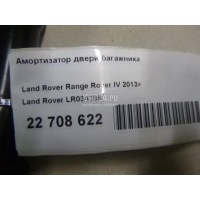 Амортизатор двери багажника
Land Rover Range Rover IV 2013>
Land Rover
22 708 622